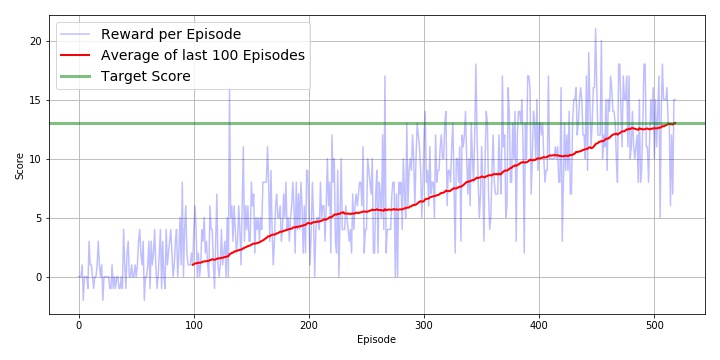 Reward per Episode
Average of last 100 Episodes
Target Score
20
15
10
5
0
Score
0
100
200
300
400
500
Episode